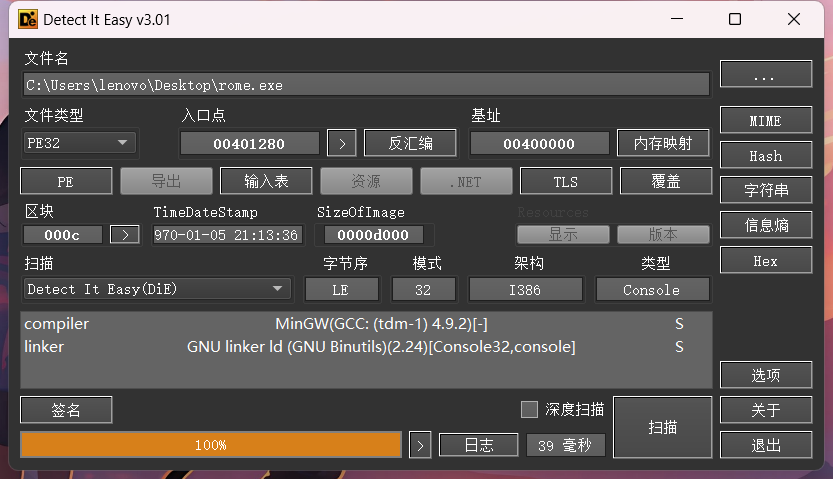 Detect It Easy v3.01
文件名
C:\Users\lenovo\Desktop\rome.exe
...
文件类型 入口点 基址
PE32 00401280 > 反汇编 00400000 内存映射 MIME
Hash
PE 导出 输入表 资源 .NET TLS 覆盖
字符串
区块 TimeDateStamp SizeOfImage Resources
000c > 970-01-05 21:13:36 0000d000 显示 版本
信息熵
扫描 字节序 模式 架构 类型 Hex
Detect It Easy(DiE) LE 32 I386 Console
compiler MinGW(GCC: (tdm-1) 4.9.2)[-] S
linker GNU linker ld (GNU Binutils)(2.24)[Console32,console] S
选项
签名 深度扫描 扫描 关于
100% > 日志 39 毫秒 退出